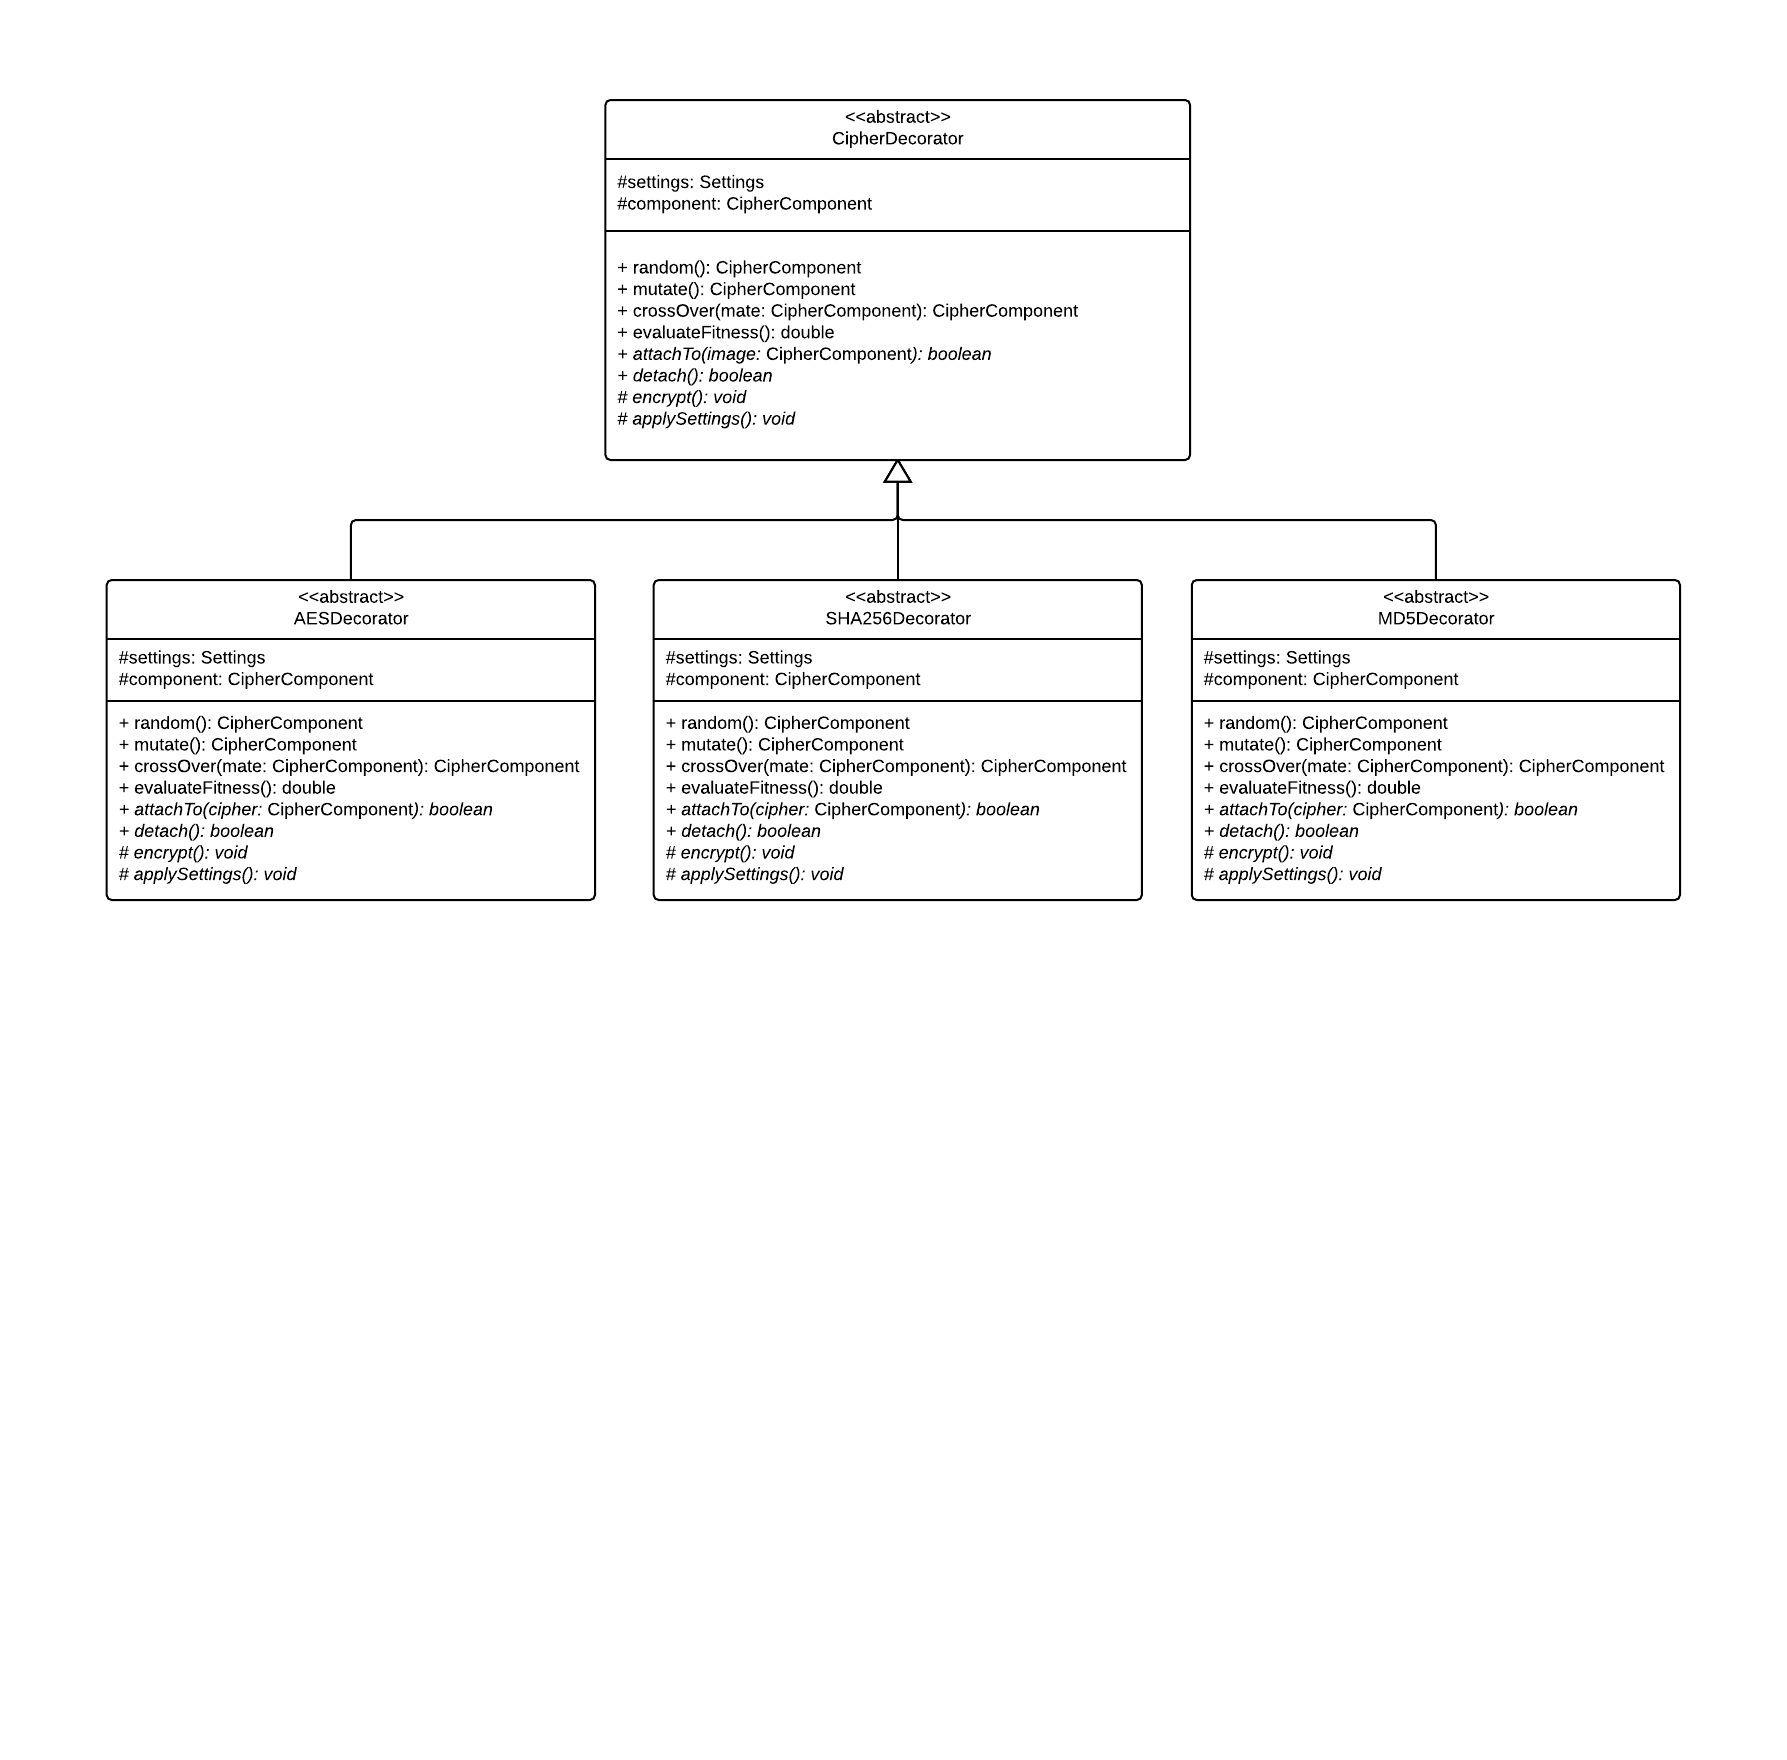 <<abstract>>
CipherDecorator
#settings: Settings
#component: CipherComponent
+ random(): CipherComponent
+ mutate(): CipherComponent
+ crossOver(mate: CipherComponent): CipherComponent
+ evaluateFitness(): double
+ attachTo(image: CipherComponent): boolean
+ detach(): boolean
# encrypt(): void
# applySettings(): void
<<abstract>>
AESDecorator
#settings: Settings
#component: CipherComponent
+ random(): CipherComponent
+ mutate(): CipherComponent
+ crossOver(mate: CipherComponent): CipherComponent
+ evaluateFitness(): double
+ attachTo(cipher: CipherComponent): boolean
+ detach(): boolean
# encrypt(): void
# applySettings(): void
<<abstract>>
SHA256Decorator
#settings: Settings
#component: CipherComponent
+ random(): CipherComponent
+ mutate(): CipherComponent
+ crossOver(mate: CipherComponent): CipherComponent
+ evaluateFitness(): double
+ attachTo(cipher: CipherComponent): boolean
+ detach(): boolean
# encrypt(): void
# applySettings(): void
<<abstract>>
MD5Decorator
#settings: Settings
#component: CipherComponent
+ random(): CipherComponent
+ mutate(): CipherComponent
+ crossOver(mate: CipherComponent): CipherComponent
+ evaluateFitness(): double
+ attachTo(cipher: CipherComponent): boolean
+ detach(): boolean
# encrypt(): void
# applySettings(): void